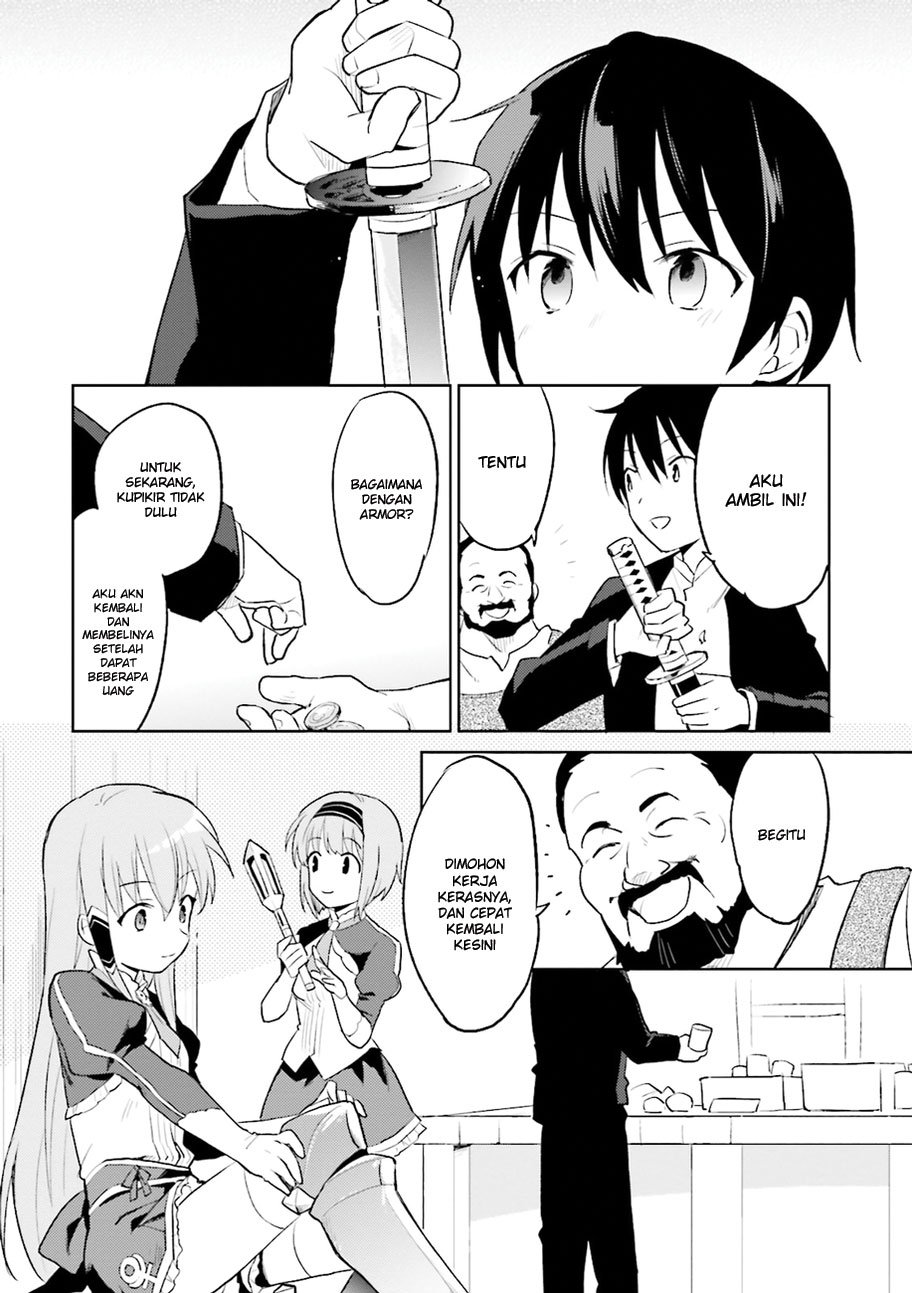 AKU
AMBIL INI!
TENTU
BAGAIMANA
DENGAN
ARMOR?
UNTUK
SEKARANG,
KUPIKIR TIDAK
DULU
AKU AKN
KEMBALI
DAN
MEMBELINYA
SETELAH
DAPAT
BEBERAPA
UANG
BEGITU
DIMOHON
KERJA
KERASNYA,
DAN CEPAT
KEMBALI
KESINI